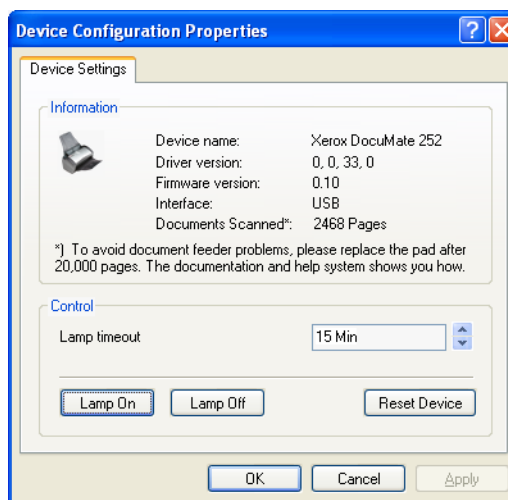 Device Configuration Properties
?
Device Settings
Information
Device name: Xerox DocuMate 252
Driver version: 0, 0, 33, 0
Firmware version: 0.10
Interface: USB
Documents Scanned*: 2468 Pages
*) To avoid document feeder problems, please replace the pad after
20,000 pages. The documentation and help system shows you how.
Control
Lamp timeout 15 Min
Lamp On Lamp Off Reset Device
OK Cancel Apply